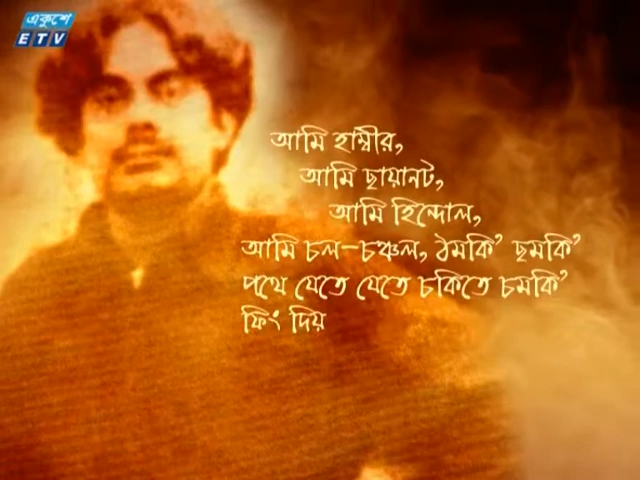 একুশে
ETV
আমি হাম্বীর,
আমি ছায়ানট,
আমি হিন্দোল,
আমি চল-চঞ্চল, ঠমকি' ছমকি'
পথে যেতে যেতে চকিতে চমকি'
ফিং দিয়